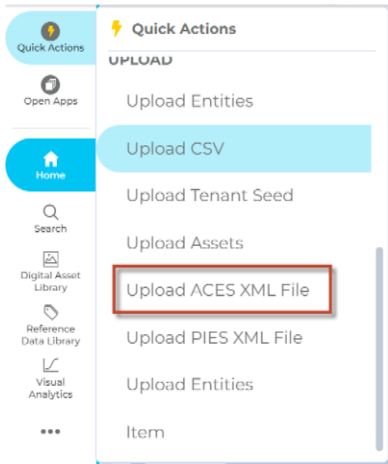 Quick Actions
Open Apps
Home
Search
Digital Asset
Library
Reference
Data Library
Visual
Analytics
Quick Actions
UPLOAD
Upload Entities
Upload CSV
Upload Tenant Seed
Upload Assets
Upload ACES XML File
Upload PIES XML File
Upload Entities
Item